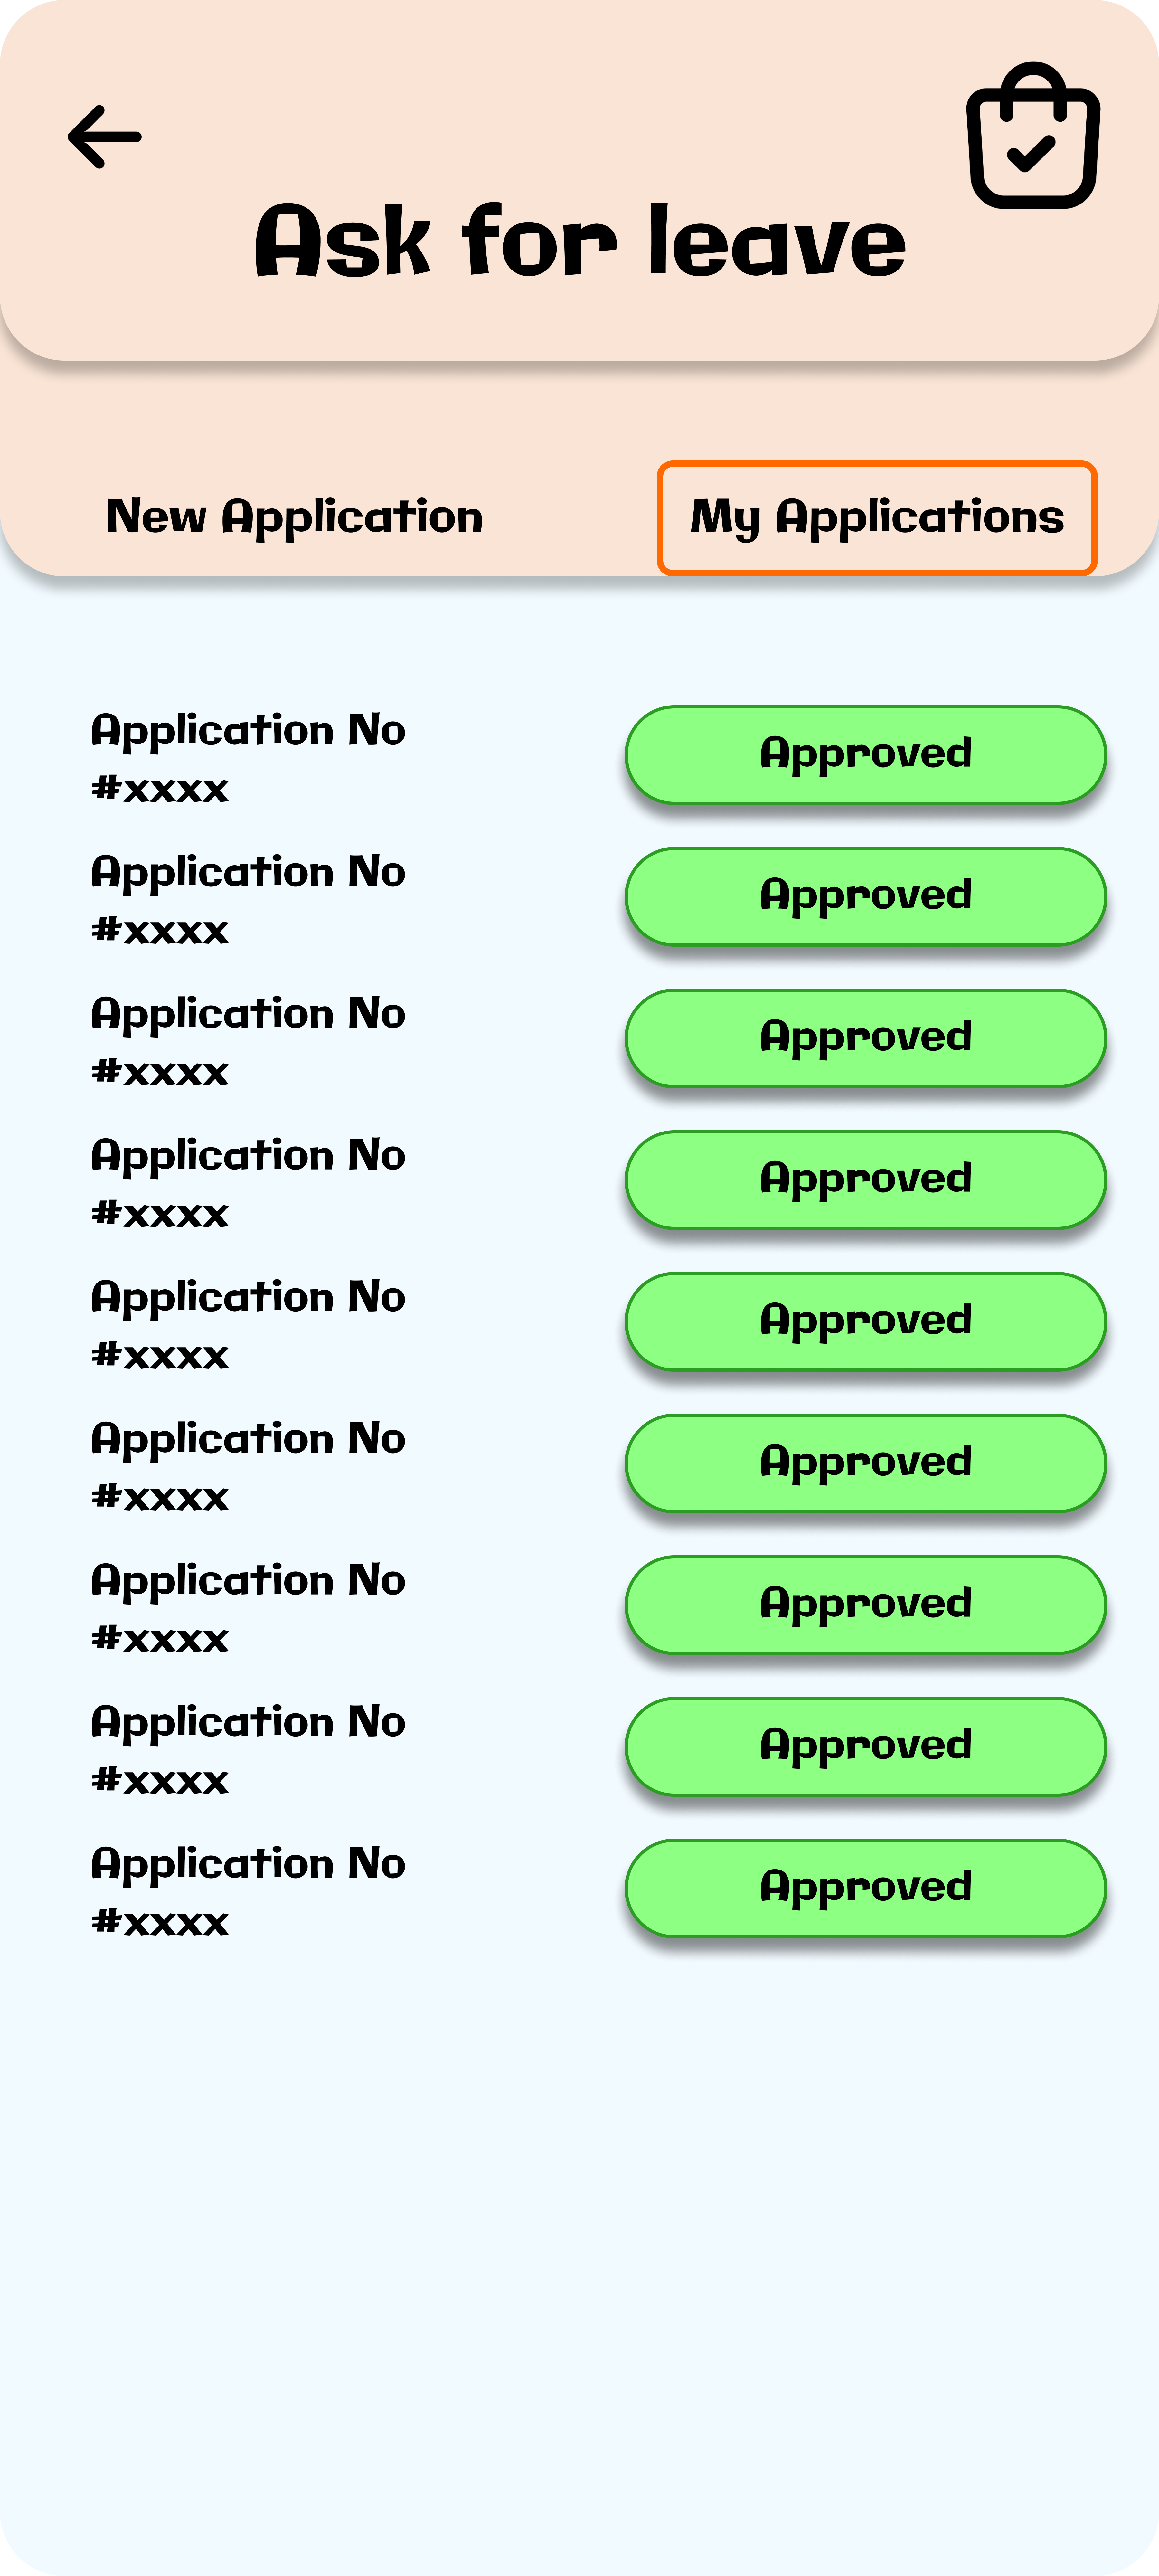 Ask for leave
New Application
My Applications
Application No
#xxxx
Approved
Application No
#xxxx
Approved
Application No
#xxxx
Approved
Application No
#xxxx
Approved
Application No
#xxxx
Approved
Application No
#xxxx
Approved
Application No
#xxxx
Approved
Application No
#xxxx
Approved
Application No
#xxxx
Approved